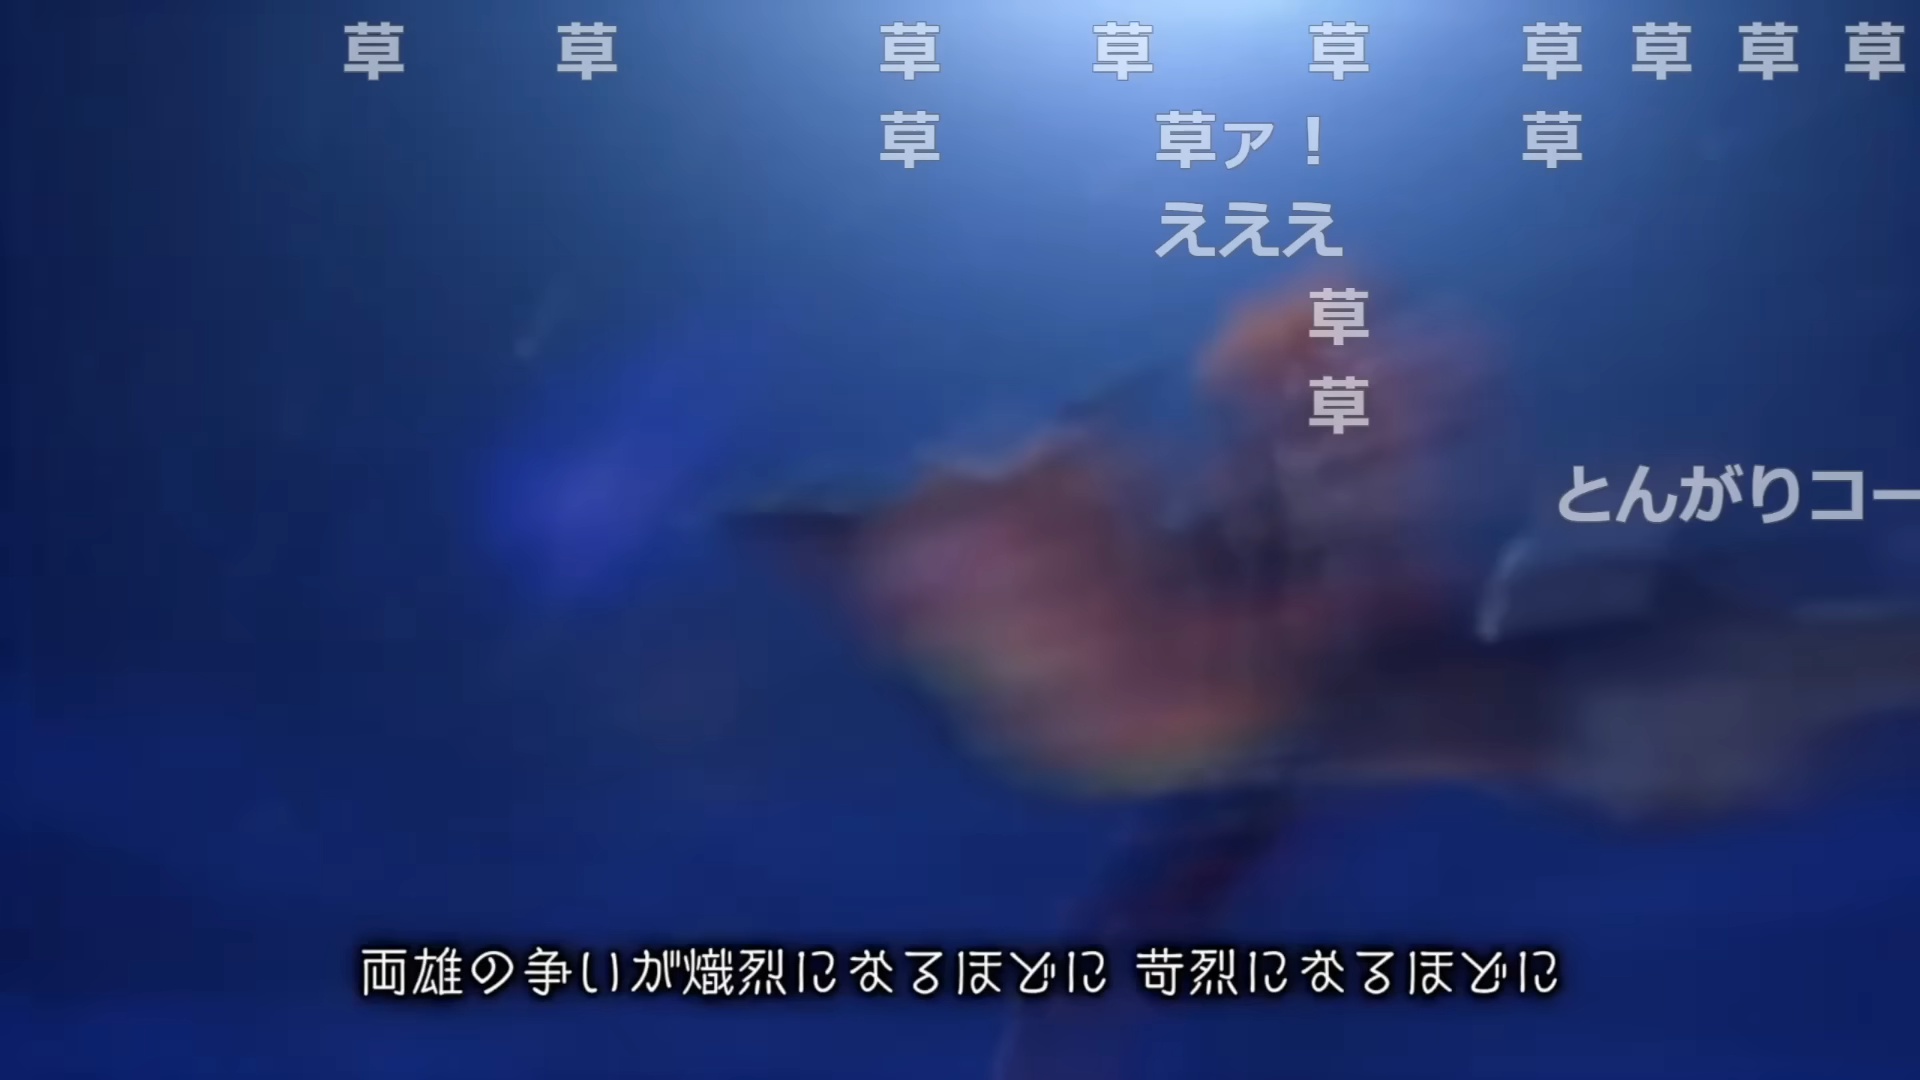 草 草 草 草 草 草 草 草 草
草 草ァ！ 草
えええ
草
草
とんがりコー
両雄の争いが熾烈になるほどに 苛烈になるほどに